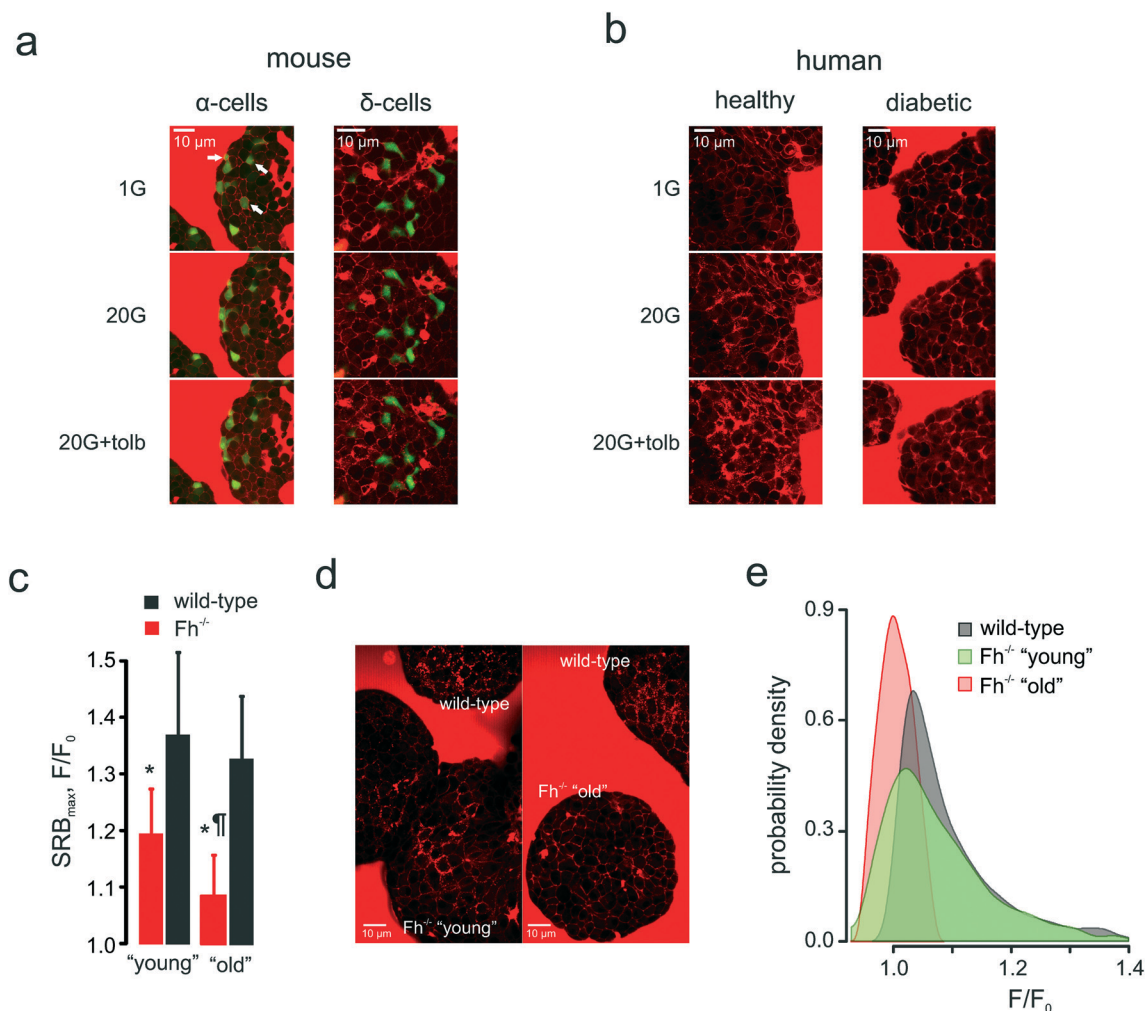 a
mouse
α-cells
δ-cells
10 μm
10 μm
1G
20G
20G+tolb
b
human
healthy
diabetic
10 μm
10 μm
1G
20G
20G+tolb
c
wild-type
Fh-/-
SRBmax, F/F0
1.5
1.4
1.3
1.2
1.1
1.0
*
*¶
"young"
"old"
d
wild-type
wild-type
Fh-/- "old"
Fh-/- "young"
10 μm
10 μm
e
wild-type
Fh-/- "young"
Fh-/- "old"
probability density
0.9
0.6
0.3
0.0
1.0
1.2
1.4
F/F0